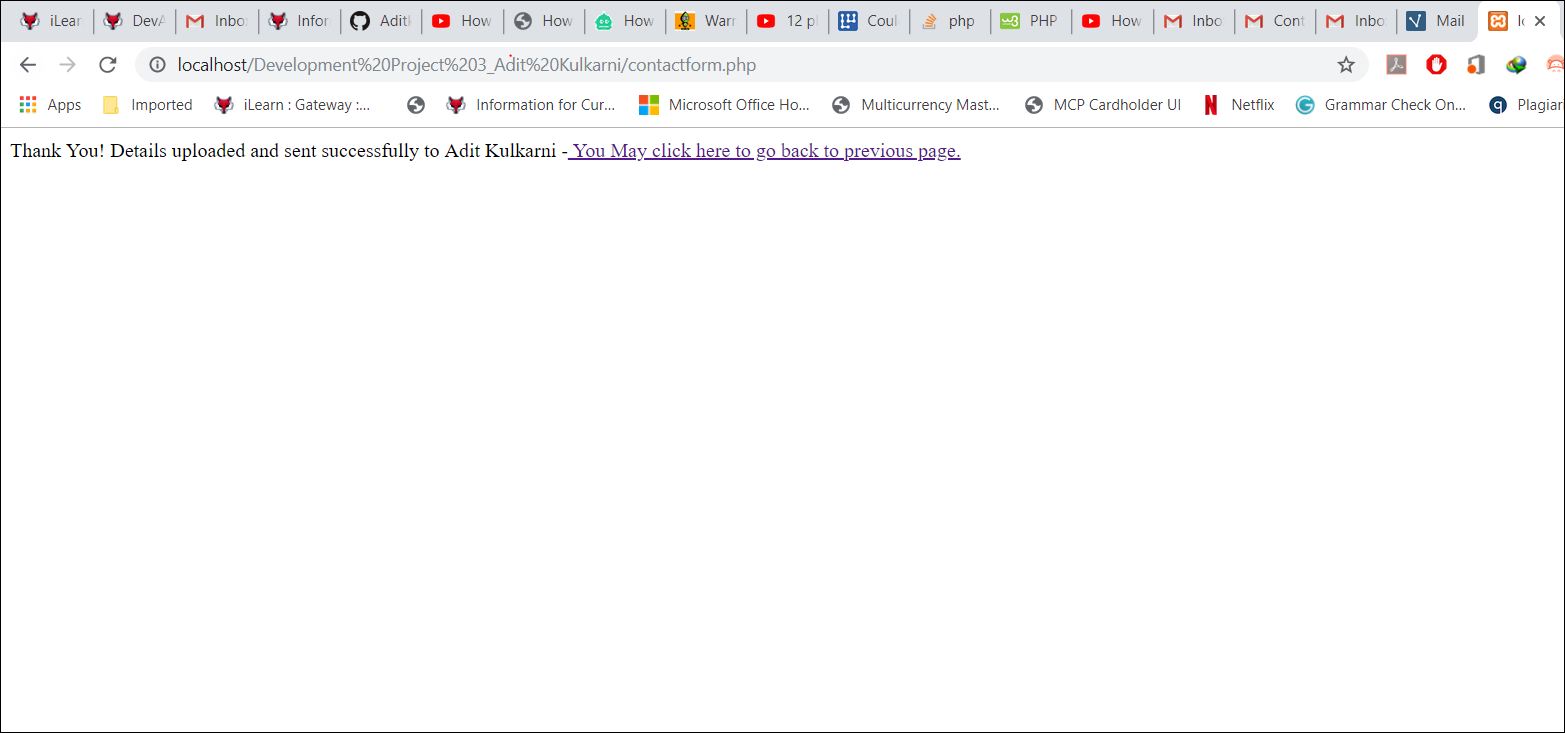 iLear DevA Inbo Infor Aditl How How How Warr 12 pl Coul php PHP How Inbo Cont Inbo Mail
localhost/Development%20Project%203_Adit%20Kulkarni/contactform.php
Apps Imported iLearn : Gateway :... Information for Cur... Microsoft Office Ho... Multicurrency Mast... MCP Cardholder UI Netflix Grammar Check On... Plagiar
Thank You! Details uploaded and sent successfully to Adit Kulkarni - You May click here to go back to previous page.